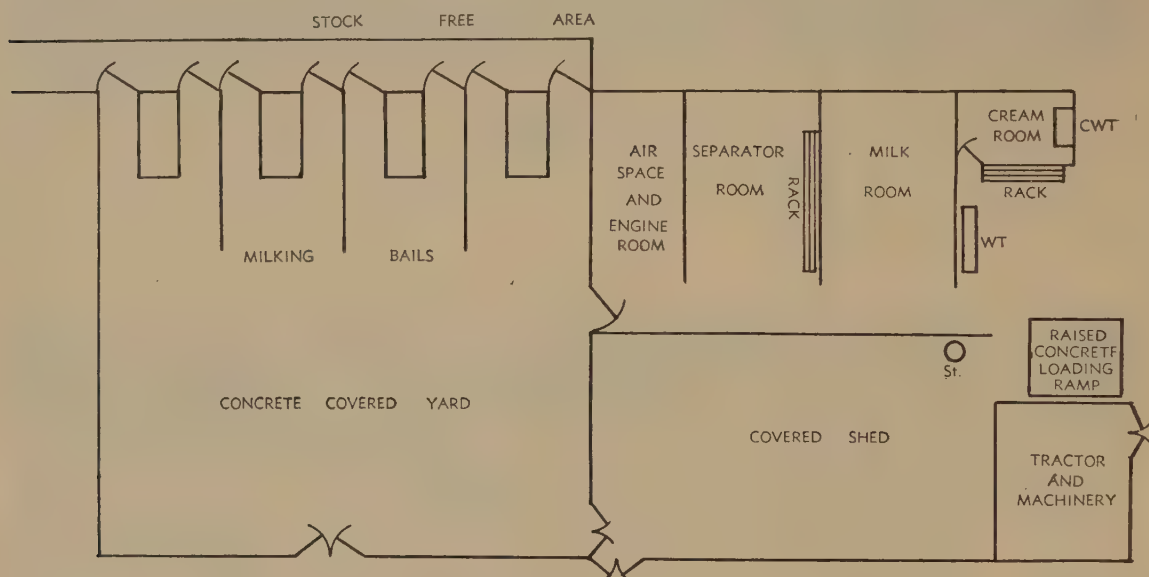 STOCK FREE AREA
AIR
SPACE
AND
ENGINE
ROOM
SEPARATOR
ROOM
RACK
MILK
ROOM
CREAM
ROOM
CWT
RACK
WT
MILKING BAILS
RAISED
CONCRETE
LOADING
RAMP
St.
CONCRETE COVERED YARD
COVERED SHED
TRACTOR
AND
MACHINERY